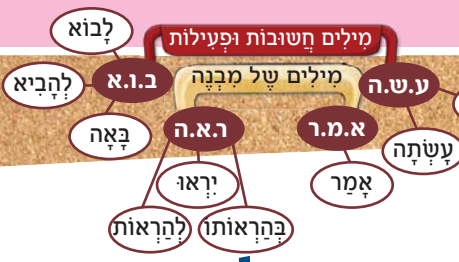 מִילִים חֲשׁוּבוֹת וּפְעִילוֹת
מִילִים שֶׁל מִבְנֶה
ע.ש.ה
עָשְׂתָה
א.מ.ר
אָמַר
ר.א.ה
בְּהַרְאוֹתוֹ
יִרְאוּ
לְהַרְאוֹת
ב.ו.א
לָבוֹא
לְהָבִיא
בָּאָה